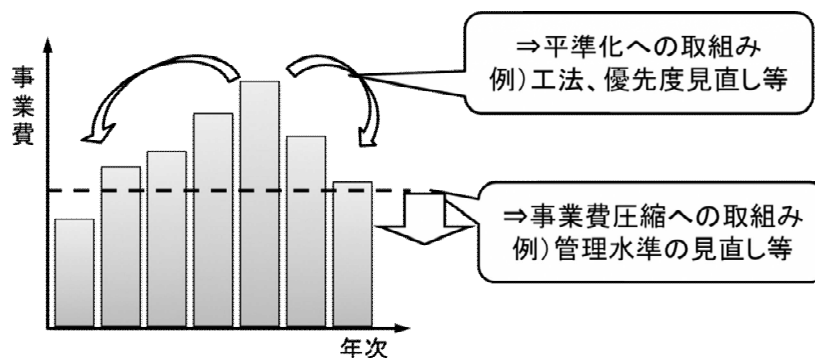 事業費
⇒平準化への取組み
例）工法、優先度見直し等
⇒事業費圧縮への取組み
例）管理水準の見直し等
年次